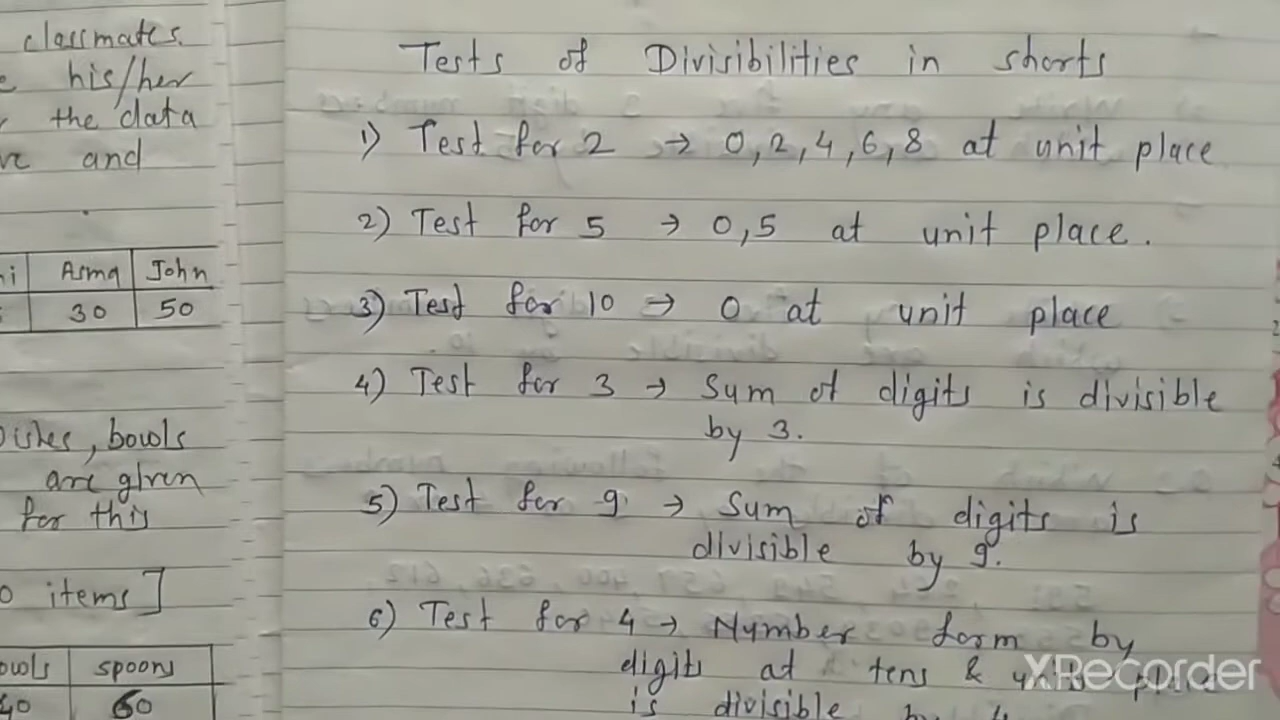 classmates.
his/her
the data
and
Asma John
30 50
bowls
are given
for this
items]
spoons
60
Tests of Divisibilities in shorts
1) Test for 2 → 0,2,4,6,8 at unit place
2) Test for 5 → 0,5 at unit place.
3) Test for 10 → 0 at unit place
4) Test for 3 → Sum of digits is divisible
by 3.
5) Test for 9 → Sum of digits is
divisible by 9.
6) Test for 4 → Number form by
digits at tens & units place
is divisible by 4
XRecorder